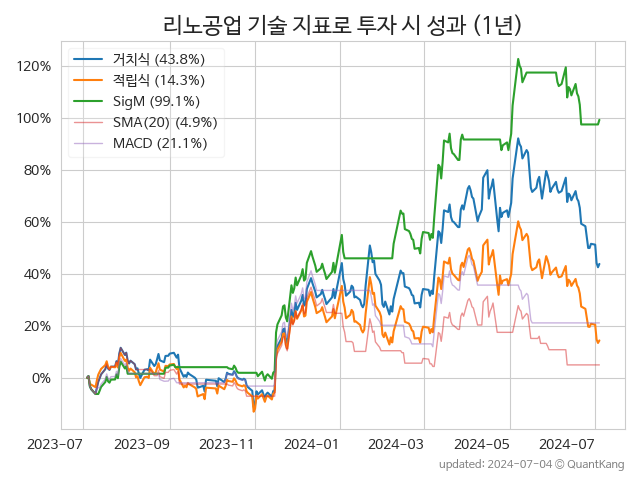 리노공업 기술 지표로 투자 시 성과 (1년)
거치식 (43.8%)
적립식 (14.3%)
SigM (99.1%)
SMA(20) (4.9%)
MACD (21.1%)
120%
100%
80%
60%
40%
20%
0%
2023-07 2023-09 2023-11 2024-01 2024-03 2024-05 2024-07
updated: 2024-07-04 © QuantKang